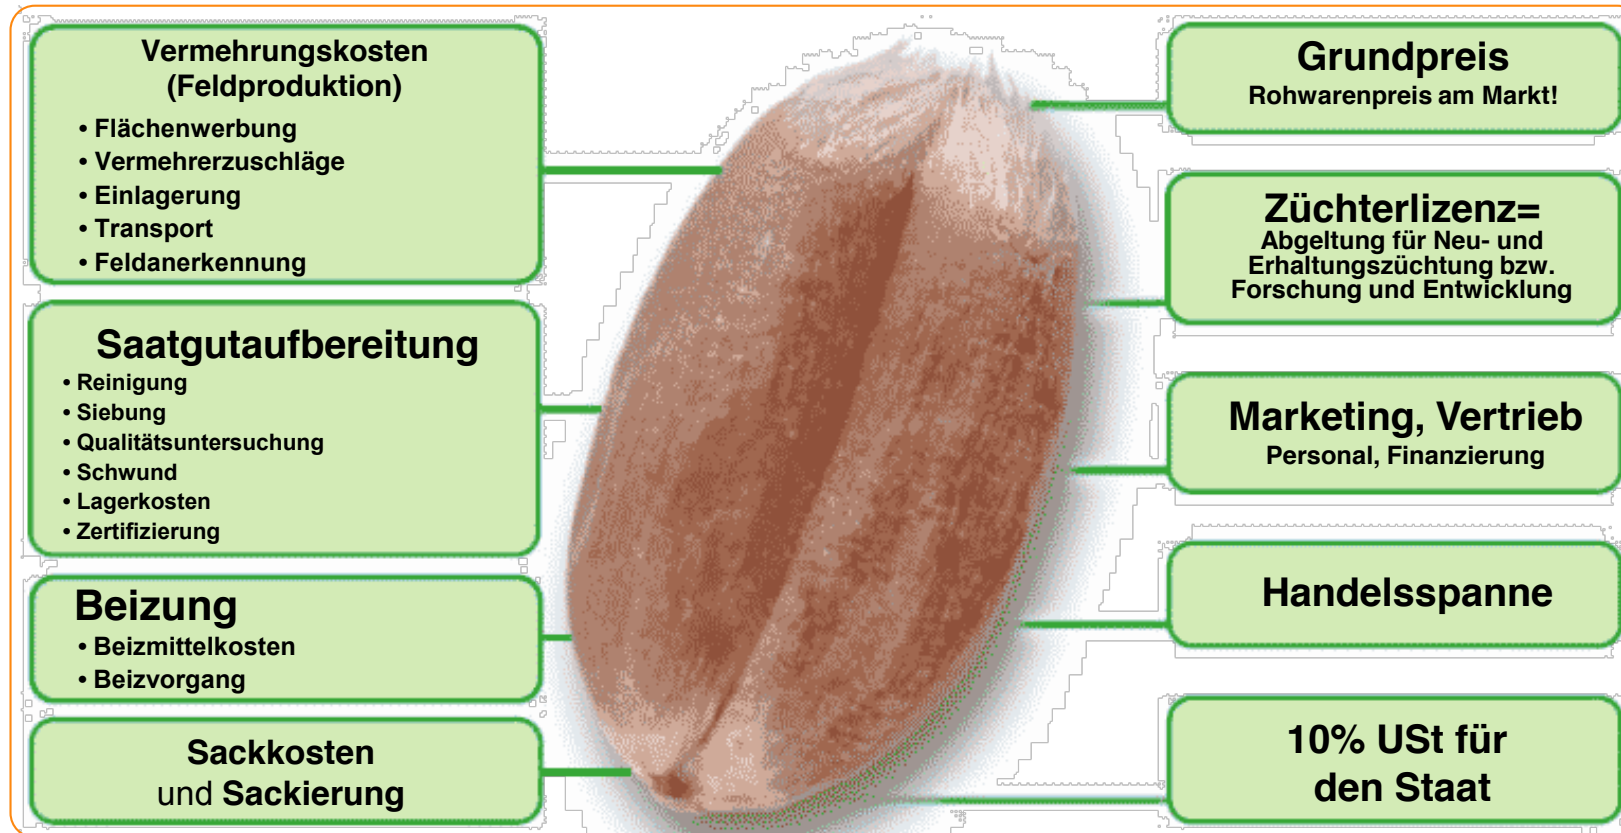 Vermehrungskosten
(Feldproduktion)
• Flächenwerbung
• Vermehrerzuschläge
• Einlagerung
• Transport
• Feldanerkennung
Saatgutaufbereitung
• Reinigung
• Siebung
• Qualitätsuntersuchung
• Schwund
• Lagerkosten
• Zertifizierung
Beizung
• Beizmittelkosten
• Beizvorgang
Sackkosten
und Sackierung
Grundpreis
Rohwarenpreis am Markt!
Züchterlizenz=
Abgeltung für Neu- und
Erhaltungszüchtung bzw.
Forschung und Entwicklung
Marketing, Vertrieb
Personal, Finanzierung
Handelsspanne
10% USt für
den Staat